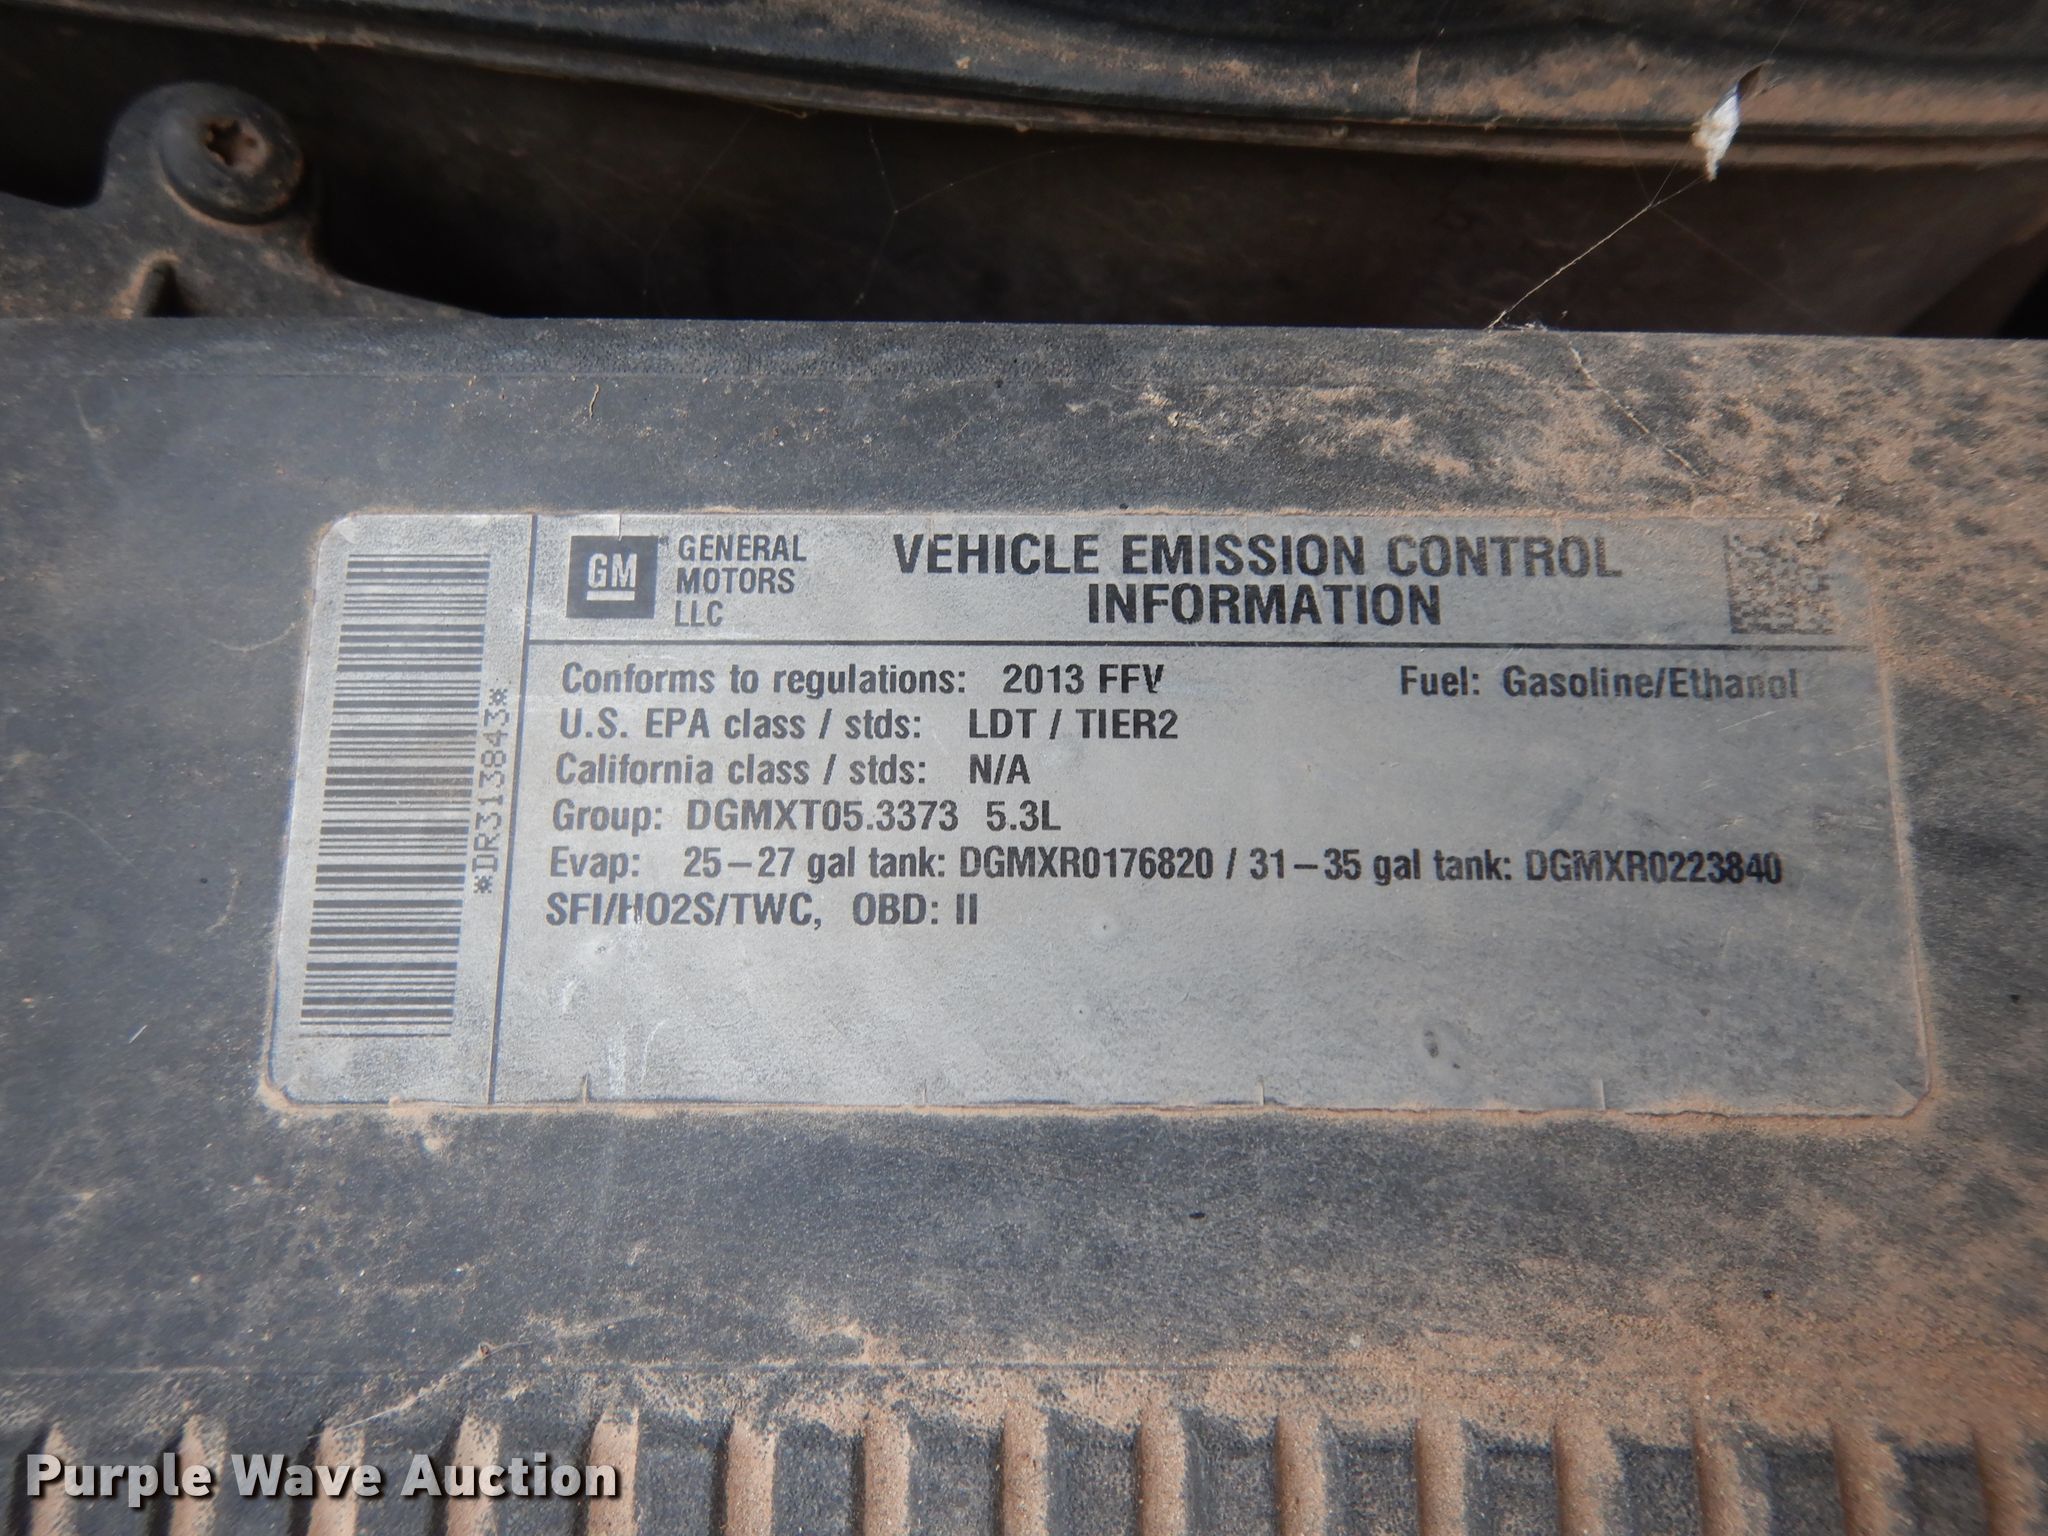 GM
GENERAL
MOTORS
LLC
VEHICLE EMISSION CONTROL
INFORMATION
Conforms to regulations: 2013 FFV Fuel: Gasoline/Ethanol
U.S. EPA class / stds: LDT / TIER2
California class / stds: N/A
Group: DGMXT05.3373 5.3L
Evap: 25–27 gal tank: DGMXR0176820 / 31–35 gal tank: DGMXR0223840
SFI/HO2S/TWC, OBD: II
*DR313843*
Purple Wave Auction